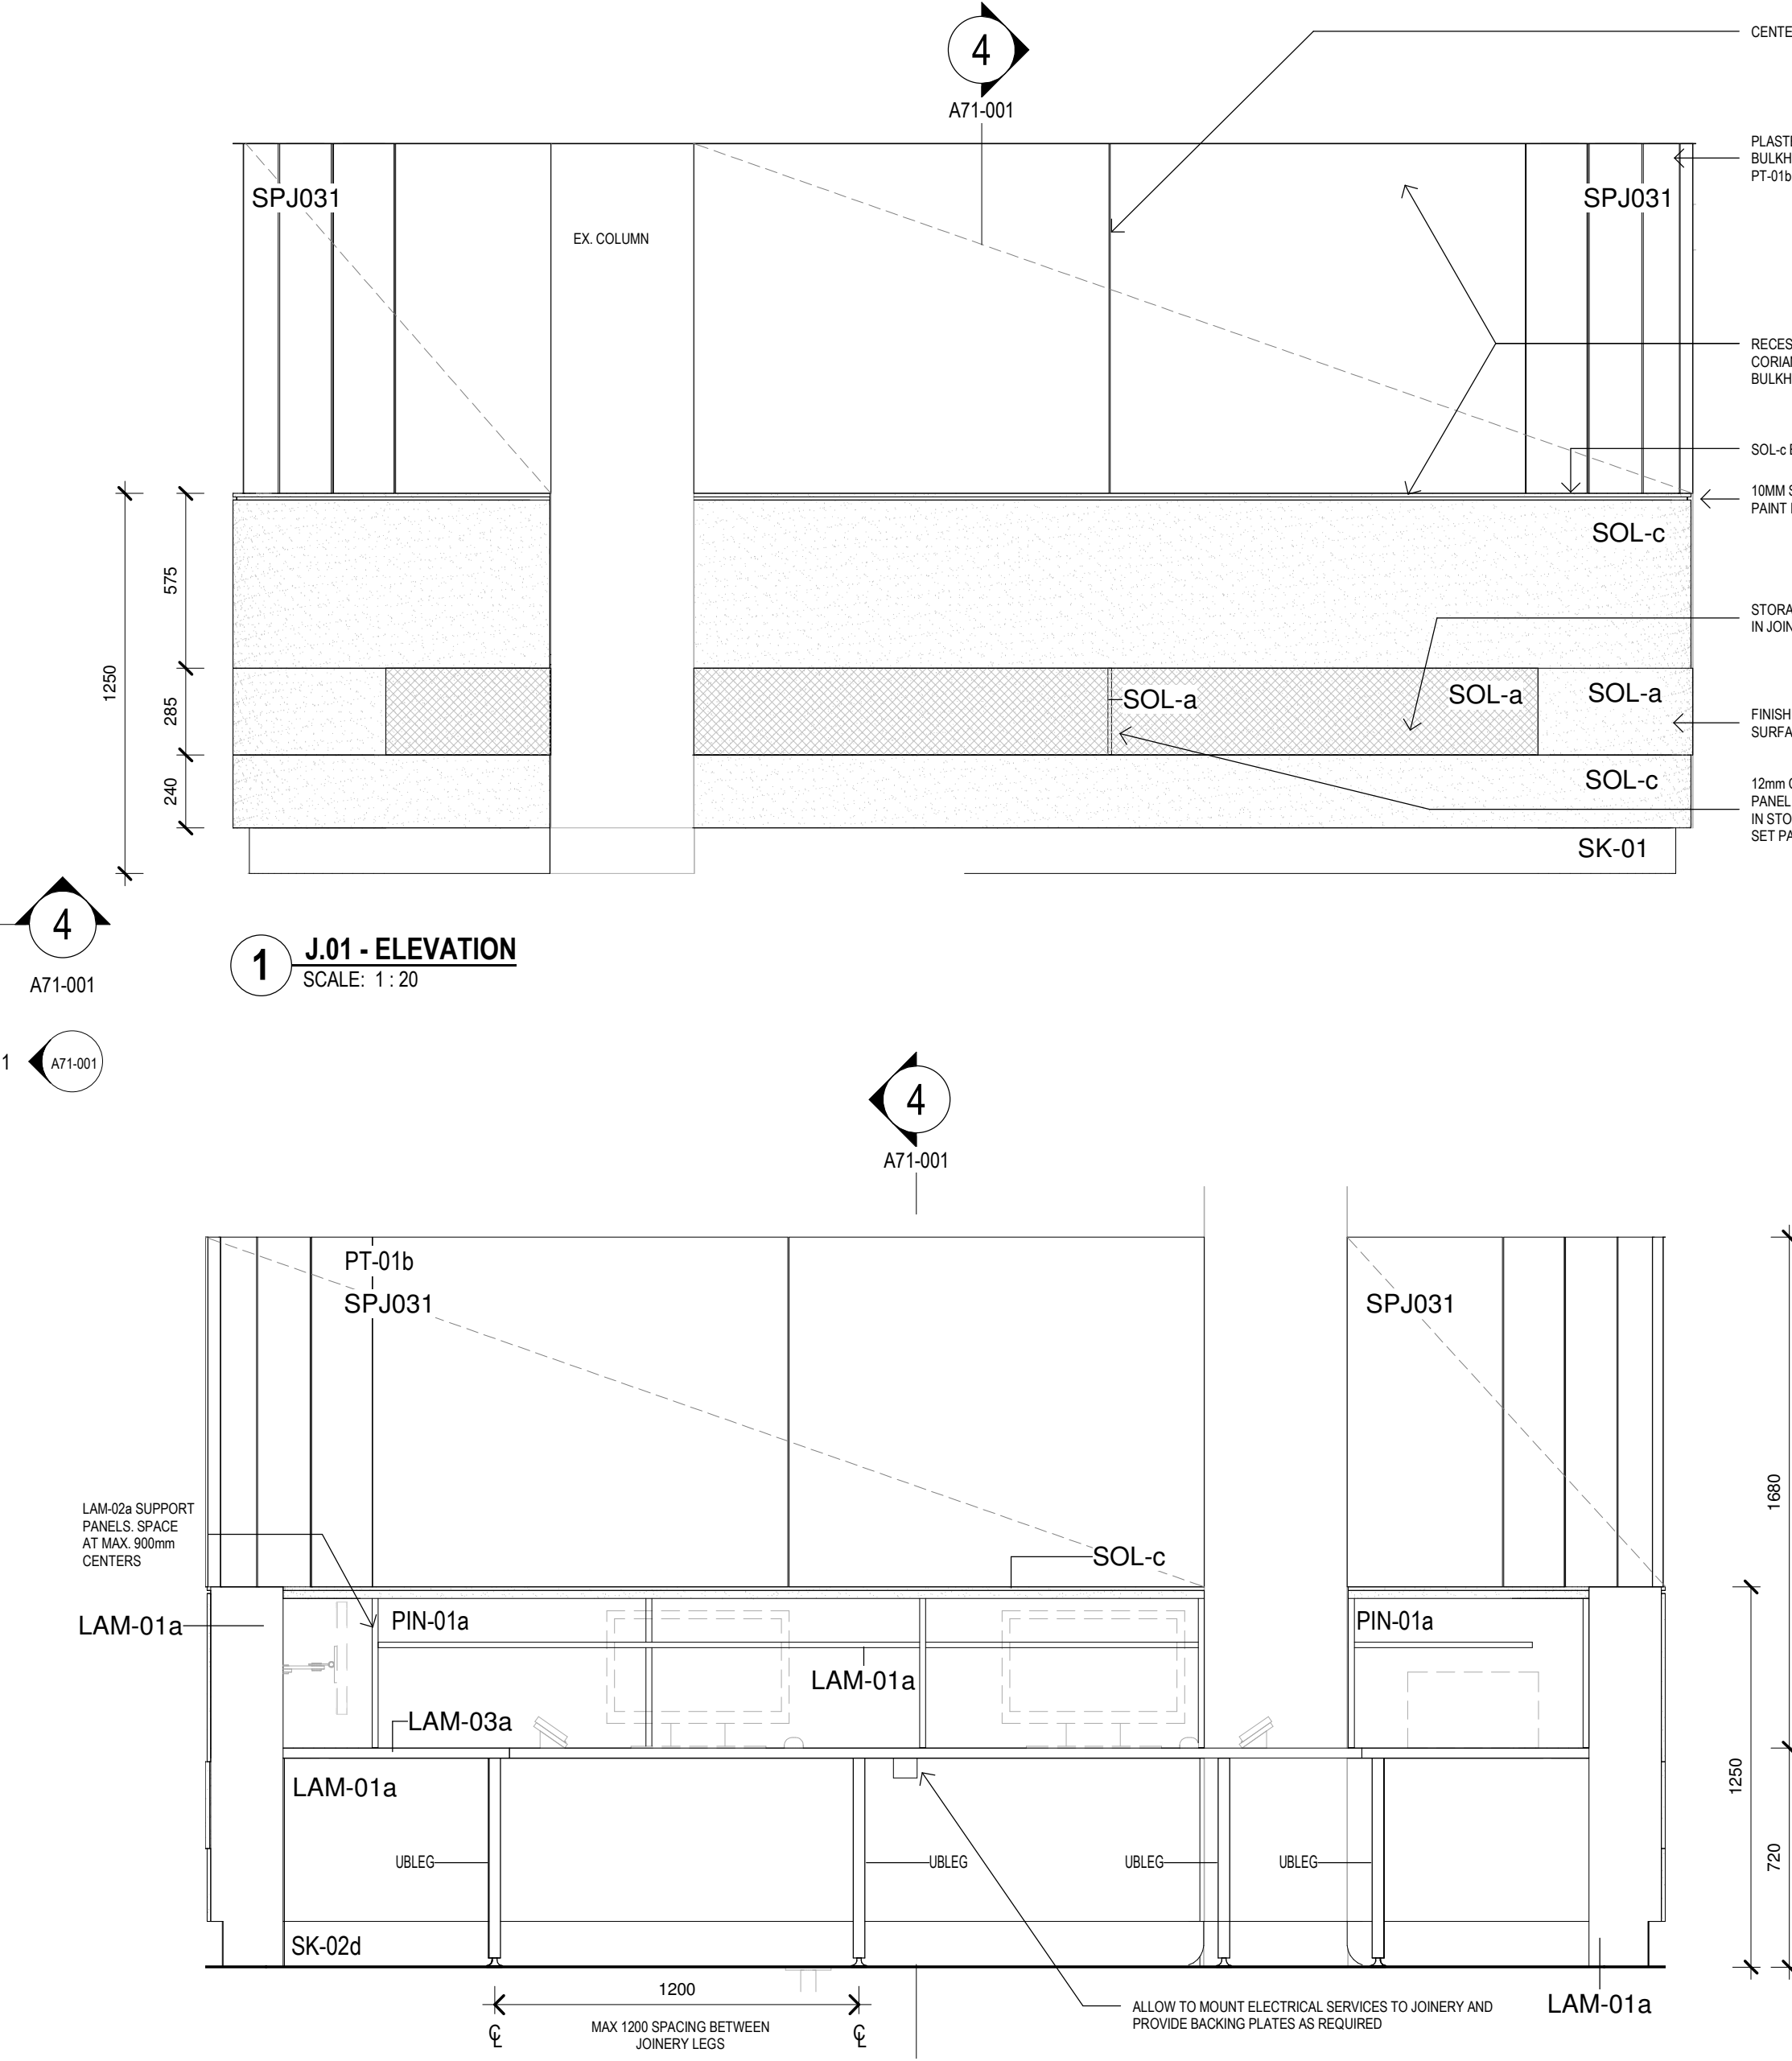 4
A71-001
CENTE
PLASTE
BULKH
PT-01b
SPJ031
SPJ031
EX. COLUMN
RECES
CORIAN
BULKH
SOL-c
10MM S
PAINT
SOL-c
575
STORA
IN JOIN
1250
285
SOL-a
SOL-a
SOL-a
FINISH
SURFA
240
SOL-c
12mm
PANEL
IN STO
SET PA
SK-01
4
A71-001
1
J.01 - ELEVATION
SCALE: 1 : 20
1
A71-001
4
A71-001
PT-01b
SPJ031
SPJ031
1680
LAM-02a SUPPORT
PANELS. SPACE
AT MAX. 900mm
CENTERS
SOL-c
LAM-01a
PIN-01a
PIN-01a
LAM-01a
LAM-03a
LAM-01a
1250
720
UBLEG
UBLEG
UBLEG
UBLEG
SK-02d
1200
MAX 1200 SPACING BETWEEN
JOINERY LEGS
ALLOW TO MOUNT ELECTRICAL SERVICES TO JOINERY AND
PROVIDE BACKING PLATES AS REQUIRED
LAM-01a